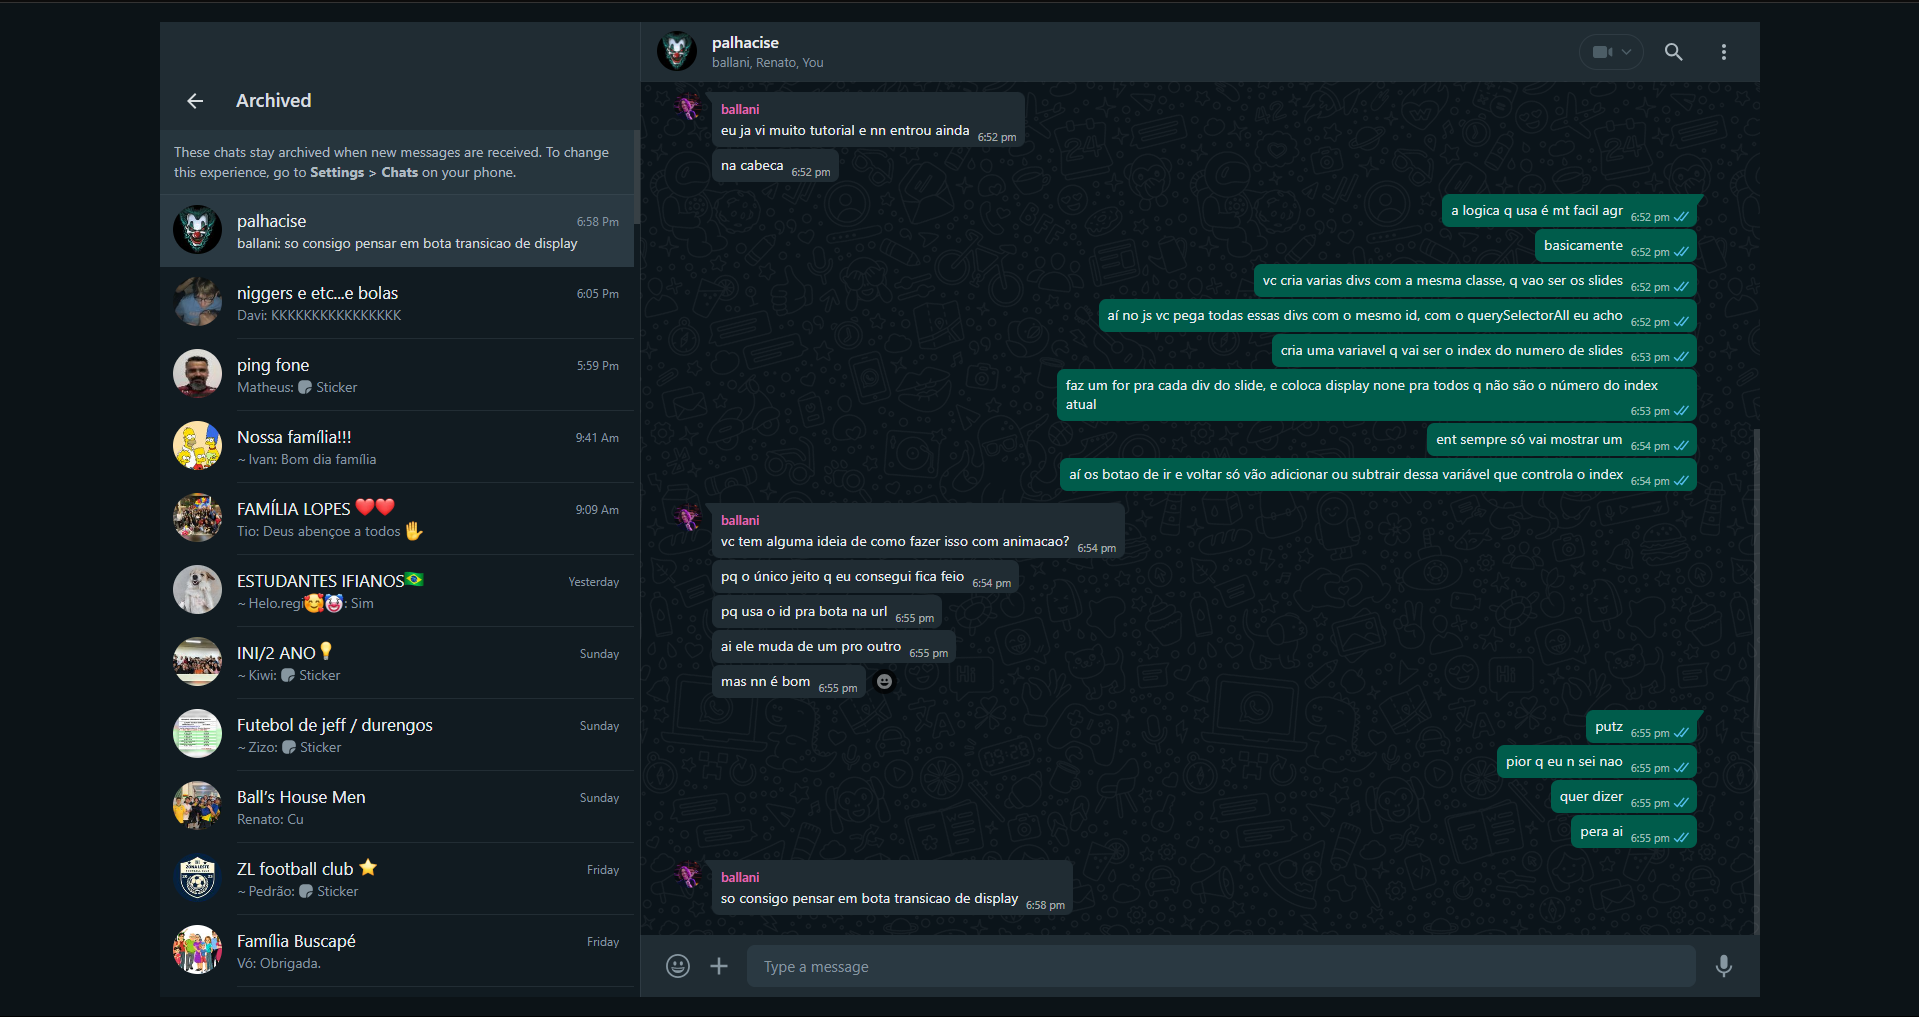 Archived
These chats stay archived when new messages are received. To change
this experience, go to Settings > Chats on your phone.
palhacise
6:58 Pm
ballani: so consigo pensar em bota transicao de display
niggers e etc...e bolas
6:05 Pm
Davi: KKKKKKKKKKKKKKKK
ping fone
5:59 Pm
Matheus: Sticker
Nossa família!!!
9:41 Am
~ Ivan: Bom dia família
FAMÍLIA LOPES ❤️❤️
9:09 Am
Tio: Deus abençoe a todos 🖐
ESTUDANTES IFIANOS🇧🇷
Yesterday
~ Helo.regi🥰🤡: Sim
INI/2 ANO💡
Sunday
~ Kiwi: Sticker
Futebol de jeff / durengos
Sunday
~ Zizo: Sticker
Ball's House Men
Sunday
Renato: Cu
ZL football club ⭐
Friday
~ Pedrão: Sticker
Família Buscapé
Friday
Vó: Obrigada.
palhacise
ballani, Renato, You
ballani
eu ja vi muito tutorial e nn entrou ainda 6:52 pm
na cabeca 6:52 pm
a logica q usa é mt facil agr 6:52 pm
basicamente 6:52 pm
vc cria varias divs com a mesma classe, q vao ser os slides 6:52 pm
aí no js vc pega todas essas divs com o mesmo id, com o querySelectorAll eu acho 6:52 pm
cria uma variavel q vai ser o index do numero de slides 6:53 pm
faz um for pra cada div do slide, e coloca display none pra todos q não são o número do index
atual 6:53 pm
ent sempre só vai mostrar um 6:54 pm
aí os botao de ir e voltar só vão adicionar ou subtrair dessa variável que controla o index 6:54 pm
ballani
vc tem alguma ideia de como fazer isso com animacao? 6:54 pm
pq o único jeito q eu consegui fica feio 6:54 pm
pq usa o id pra bota na url 6:55 pm
ai ele muda de um pro outro 6:55 pm
mas nn é bom 6:55 pm
putz 6:55 pm
pior q eu n sei nao 6:55 pm
quer dizer 6:55 pm
pera ai 6:55 pm
ballani
so consigo pensar em bota transicao de display 6:58 pm
Type a message